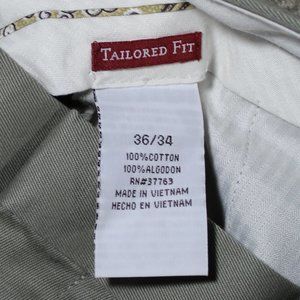 TAILORED FIT
36/34
100%COTTON
100%ALGODON
RN#37763
MADE IN VIETNAM
HECHO EN VIETNAM